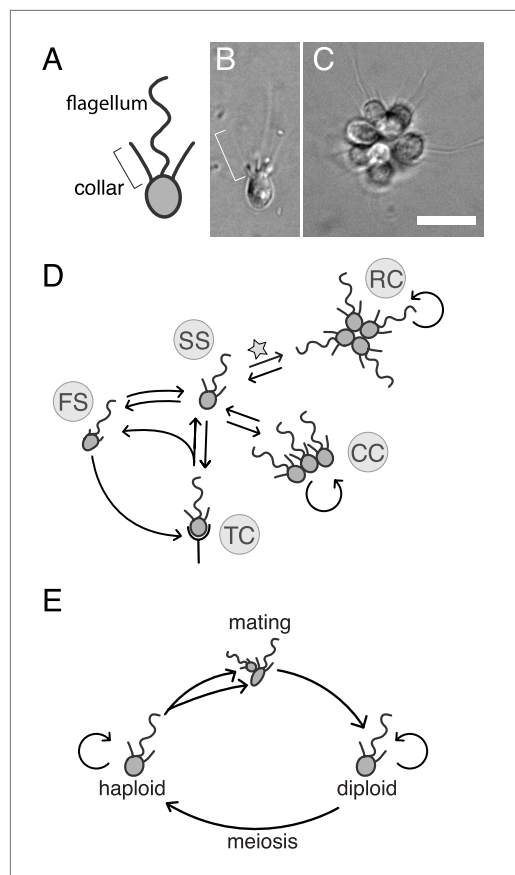 A
flagellum
collar
B
C
D
RC
SS
FS
CC
TC
E
mating
haploid
diploid
meiosis